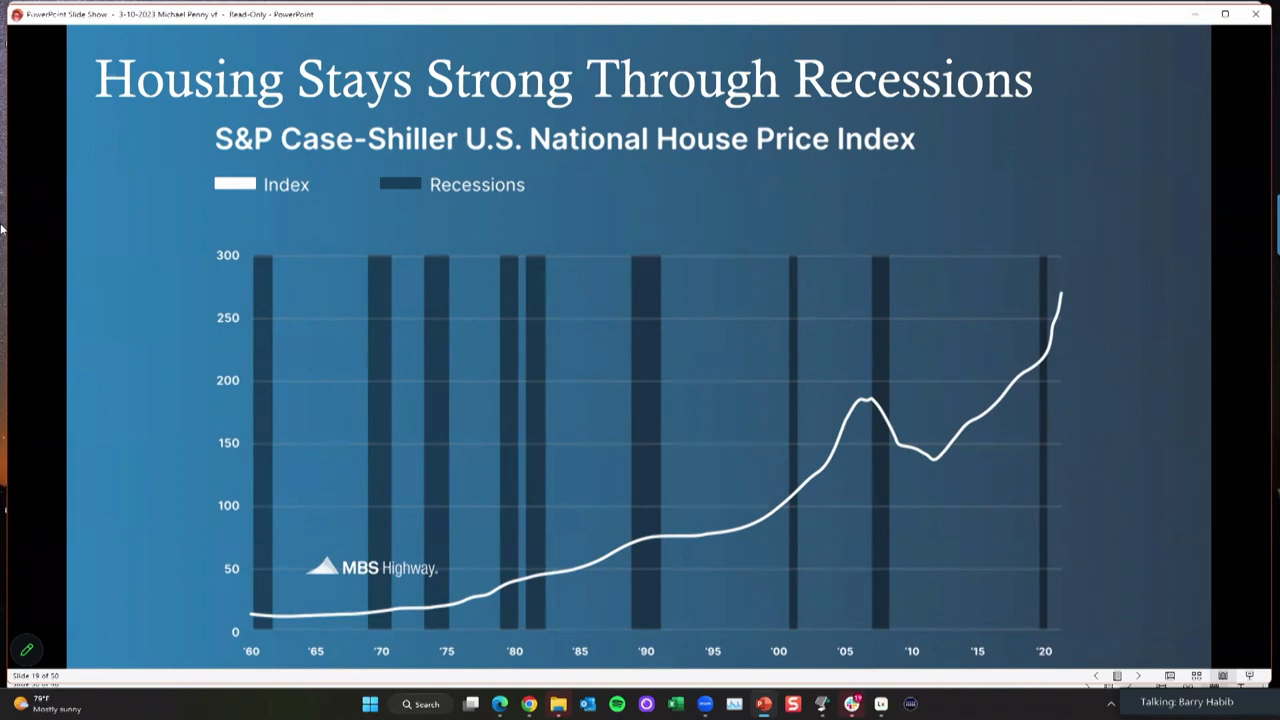 PowerPoint Slide Show - 3-10-2023 Michael Penny vf - Read-Only - PowerPoint
Housing Stays Strong Through Recessions
S&P Case-Shiller U.S. National House Price Index
Index Recessions
300
250
200
150
100
50
0
MBS Highway.
'60 '65 '70 '75 '80 '85 '90 '95 '00 '05 '10 '15 '20
Slide 19 of 50
79°F
Mostly sunny
Search
19
Lv
Talking: Barry Habib